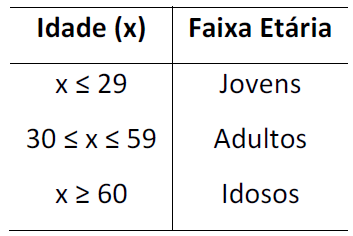 Idade (x) Faixa Etária
x ≤ 29 Jovens
30 ≤ x ≤ 59 Adultos
x ≥ 60 Idosos